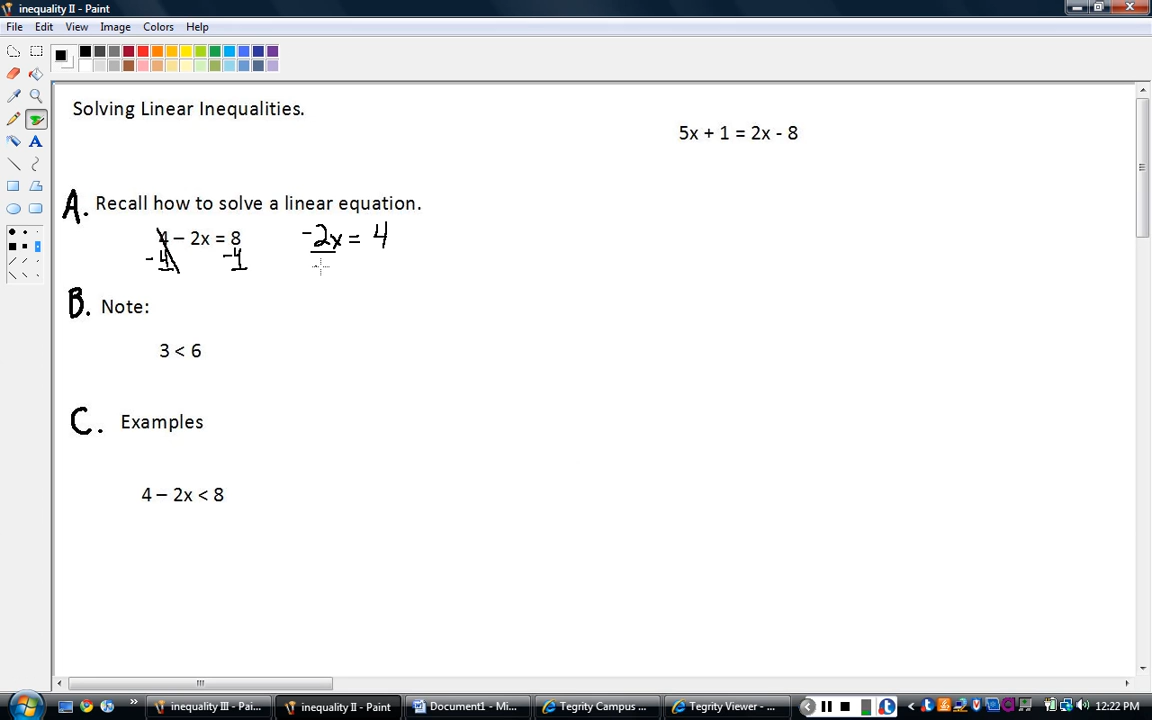 inequality II - Paint
File Edit View Image Colors Help
Solving Linear Inequalities.
5x + 1 = 2x - 8
A. Recall how to solve a linear equation.
4 – 2x = 8 -2x = 4
-4 -4
B. Note:
3 < 6
C. Examples
4 – 2x < 8
inequality III - Pai... inequality II - Paint Document1 - Mi... Tegrity Campus ... Tegrity Viewer - ... 12:22 PM